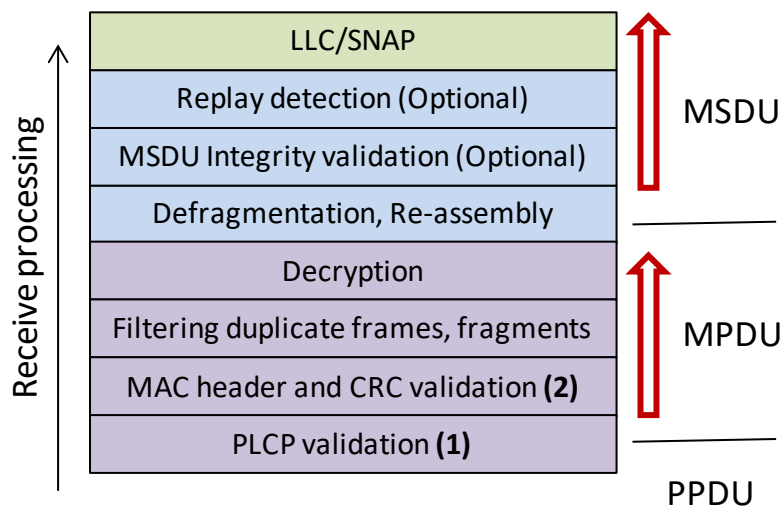 LLC/SNAP
Replay detection (Optional)
MSDU Integrity validation (Optional)
Defragmentation, Re-assembly
Decryption
Filtering duplicate frames, fragments
MAC header and CRC validation (2)
PLCP validation (1)
Receive processing
MSDU
MPDU
PPDU